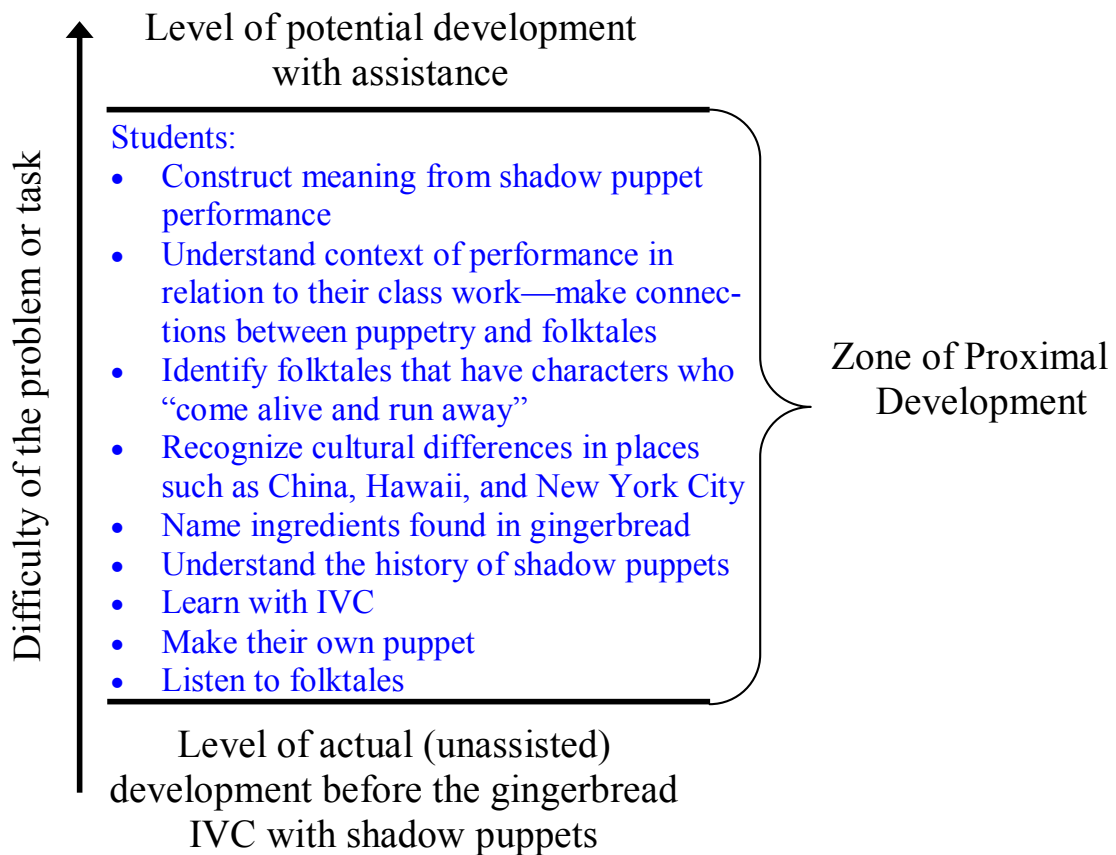 Level of potential development
with assistance
Difficulty of the problem or task
Students:
• Construct meaning from shadow puppet
performance
• Understand context of performance in
relation to their class work—make connec-
tions between puppetry and folktales
• Identify folktales that have characters who
“come alive and run away”
• Recognize cultural differences in places
such as China, Hawaii, and New York City
• Name ingredients found in gingerbread
• Understand the history of shadow puppets
• Learn with IVC
• Make their own puppet
• Listen to folktales
Zone of Proximal
Development
Level of actual (unassisted)
development before the gingerbread
IVC with shadow puppets